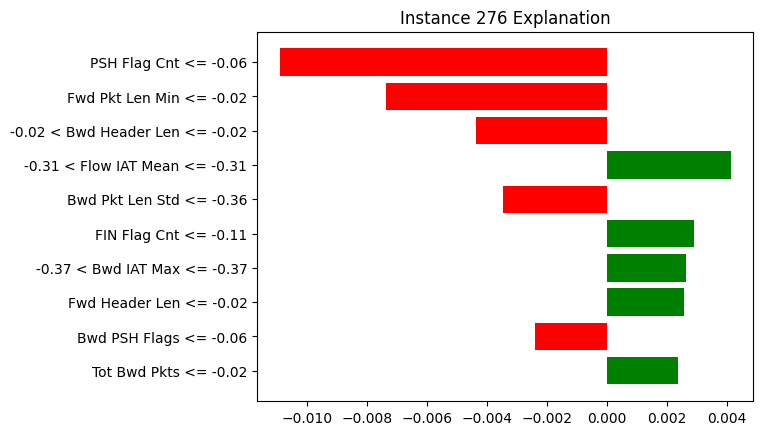 Instance 276 Explanation
PSH Flag Cnt <= -0.06
Fwd Pkt Len Min <= -0.02
-0.02 < Bwd Header Len <= -0.02
-0.31 < Flow IAT Mean <= -0.31
Bwd Pkt Len Std <= -0.36
FIN Flag Cnt <= -0.11
-0.37 < Bwd IAT Max <= -0.37
Fwd Header Len <= -0.02
Bwd PSH Flags <= -0.06
Tot Bwd Pkts <= -0.02
−0.010 −0.008 −0.006 −0.004 −0.002 0.000 0.002 0.004